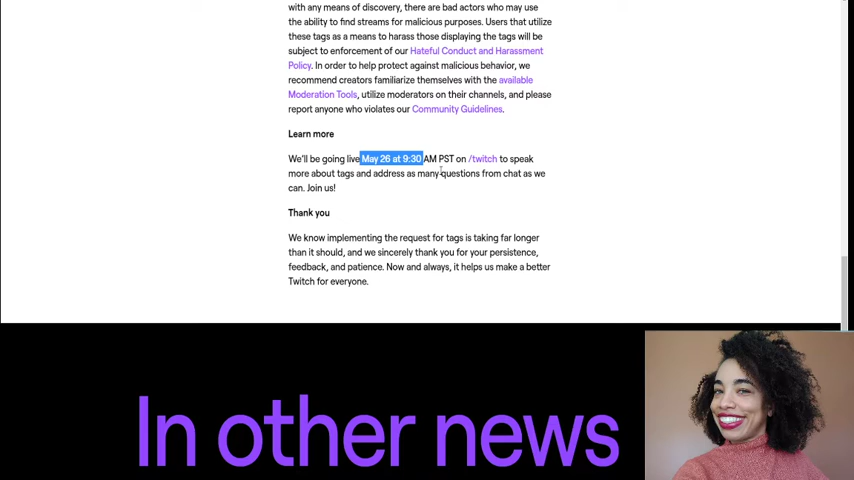 with any means of discovery, there are bad actors who may use
the ability to find streams for malicious purposes. Users that utilize
these tags as a means to harass those displaying the tags will be
subject to enforcement of our Hateful Conduct and Harassment
Policy. In order to help protect against malicious behavior, we
recommend creators familiarize themselves with the available
Moderation Tools, utilize moderators on their channels, and please
report anyone who violates our Community Guidelines.
Learn more
We'll be going live May 26 at 9:30 AM PST on /twitch to speak
more about tags and address as many questions from chat as we
can. Join us!
Thank you
We know implementing the request for tags is taking far longer
than it should, and we sincerely thank you for your persistence,
feedback, and patience. Now and always, it helps us make a better
Twitch for everyone.
In other news